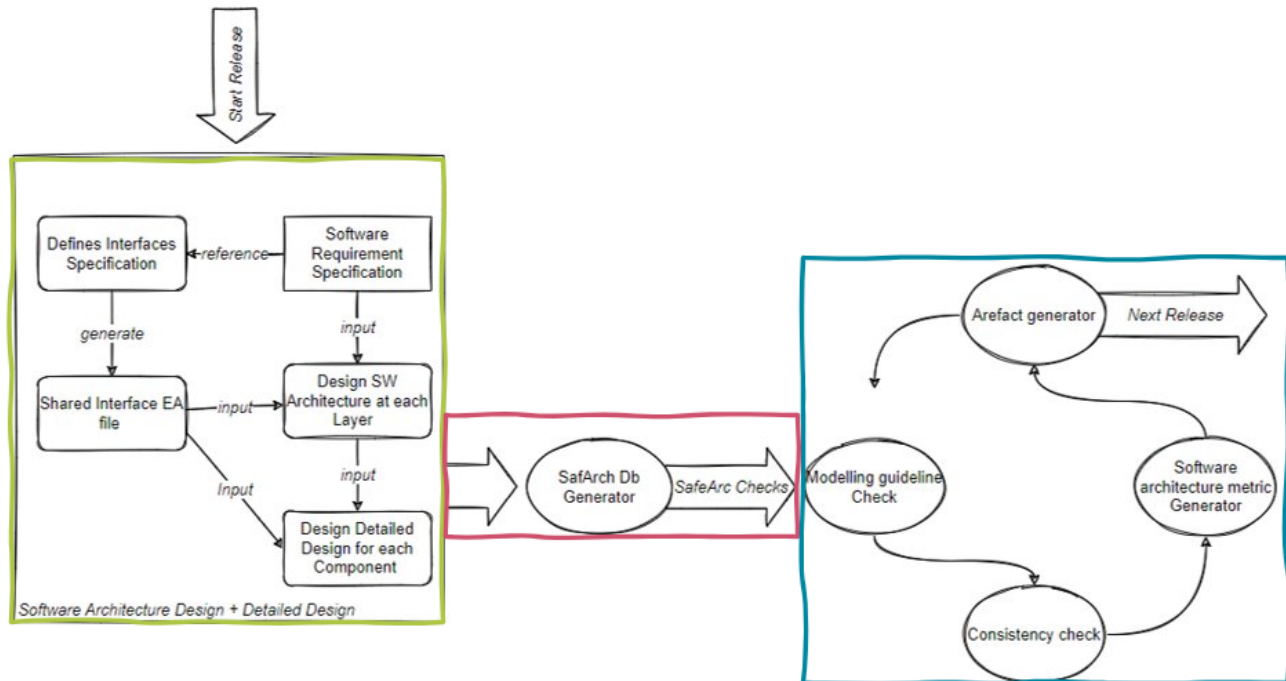 Start Release
Defines Interfaces
Specification
reference
Software
Requirement
Specification
generate
input
Shared Interface EA
file
input
Design SW
Architecture at each
Layer
Input
input
Design Detailed
Design for each
Component
Software Architecture Design + Detailed Design
SafArch Db
Generator
SafeArc Checks
Arefact generator
Next Release
Modelling guideline
Check
Software
architecture metric
Generator
Consistency check